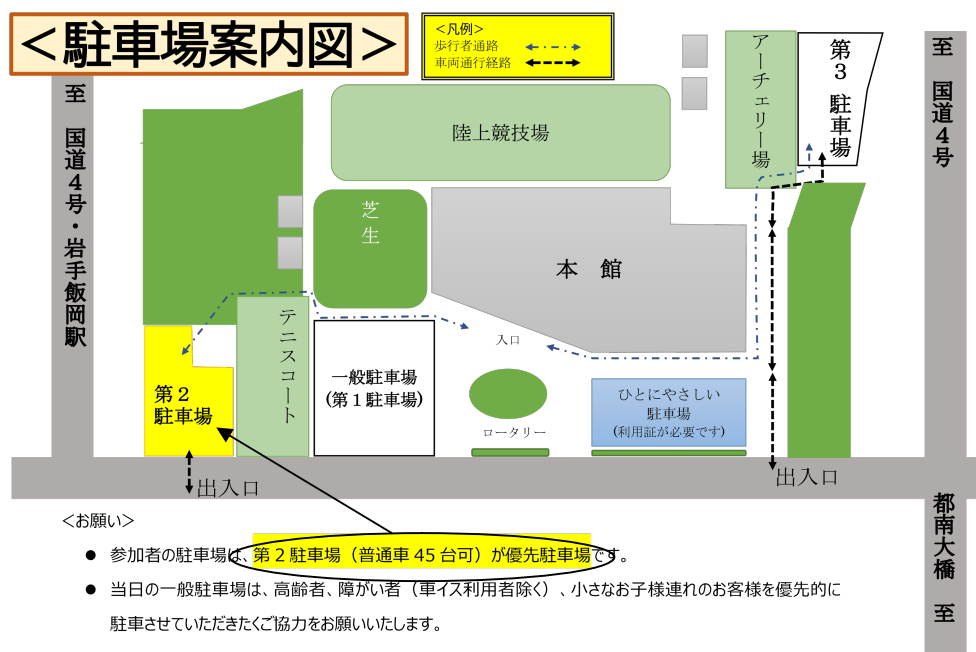 ＜駐車場案内図＞
＜凡例＞
歩行者通路
車両通行経路
至　国道４号・岩手飯岡駅
陸上競技場
アーチェリー場
第３駐車場
至　国道４号
芝生
本　館
テニスコート
入口
一般駐車場
(第１駐車場)
第２
駐車場
ロータリー
ひとにやさしい
駐車場
(利用証が必要です)
出入口
出入口
都南大橋　至
＜お願い＞
● 参加者の駐車場は、第２駐車場（普通車 45 台可）が優先駐車場です。
● 当日の一般駐車場は、高齢者、障がい者（車イス利用者除く）、小さなお子様連れのお客様を優先的に
駐車させていただきたくご協力をお願いいたします。